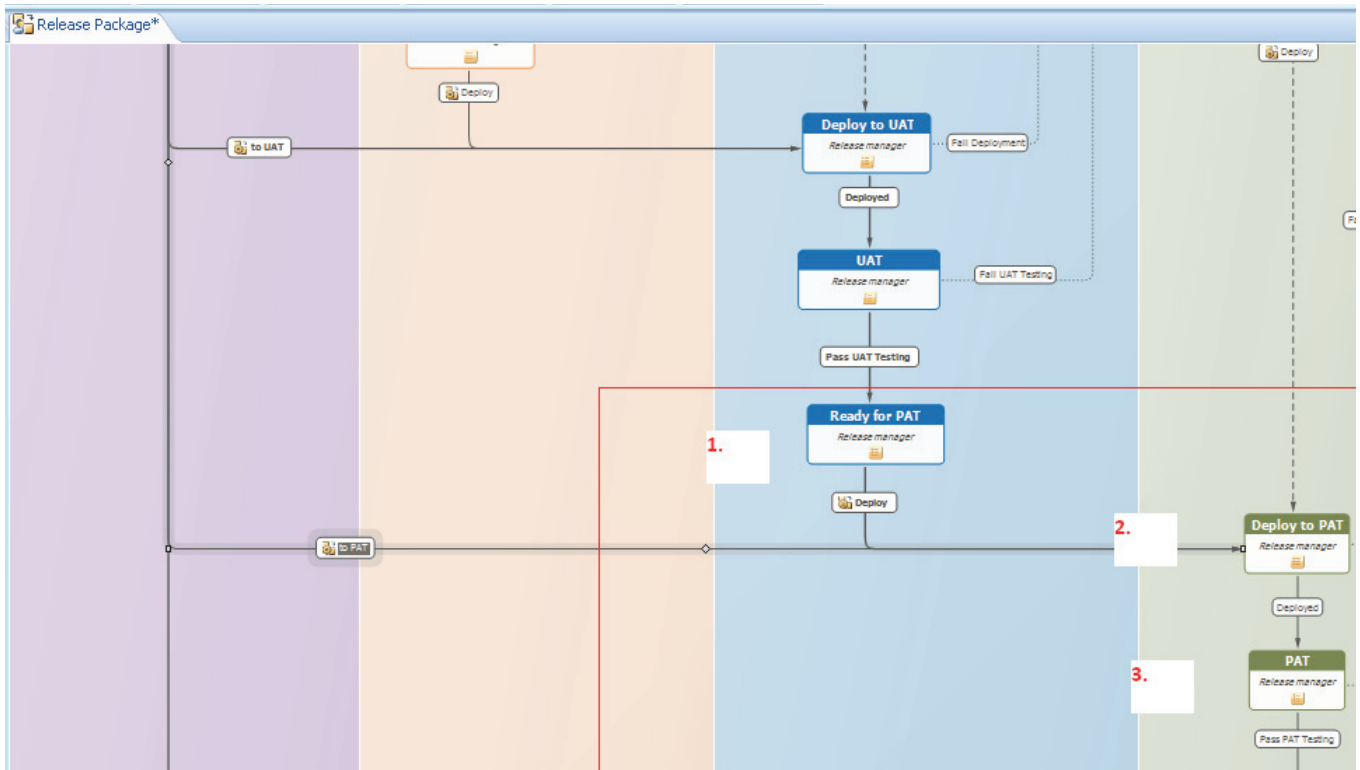 Release Package*
Deploy
Deploy
to UAT
Deploy to UAT
Release manager
Fail Deployment
Deployed
UAT
Release manager
Fail UAT Testing
Pass UAT Testing
Ready for PAT
Release manager
1.
Deploy
to PAT
2.
Deploy to PAT
Release manager
Deployed
3.
PAT
Release manager
Pass PAT Testing